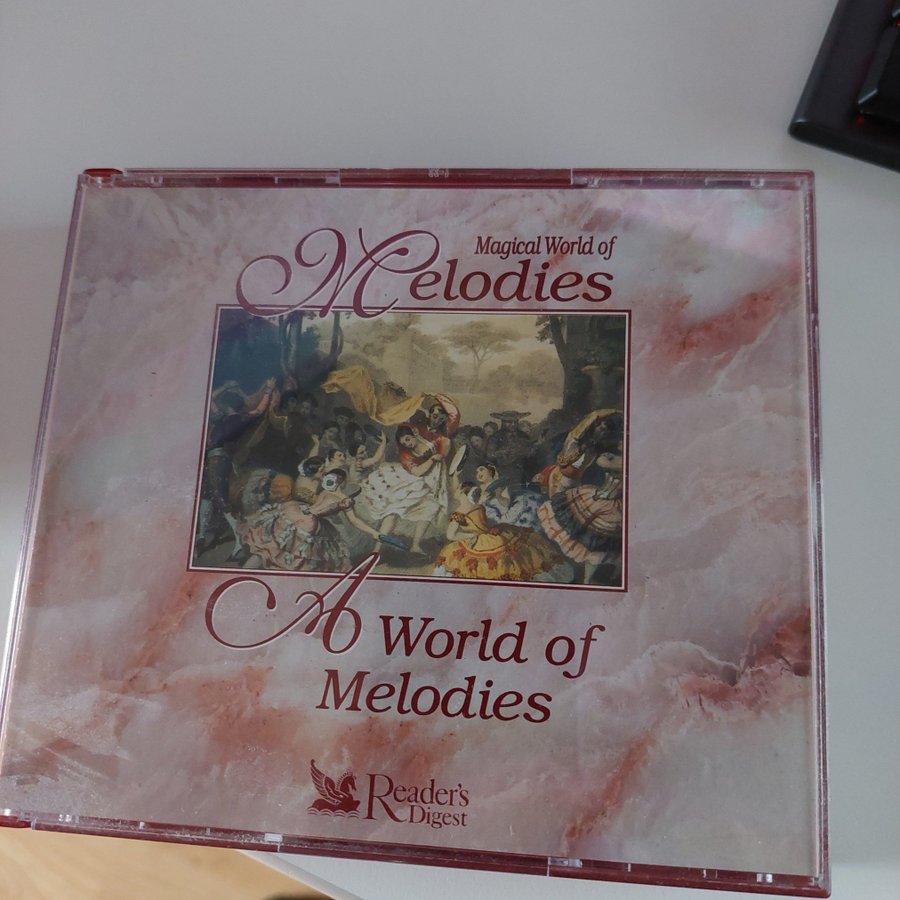 Magical World of
Melodies
A World of
Melodies
Reader's
Digest